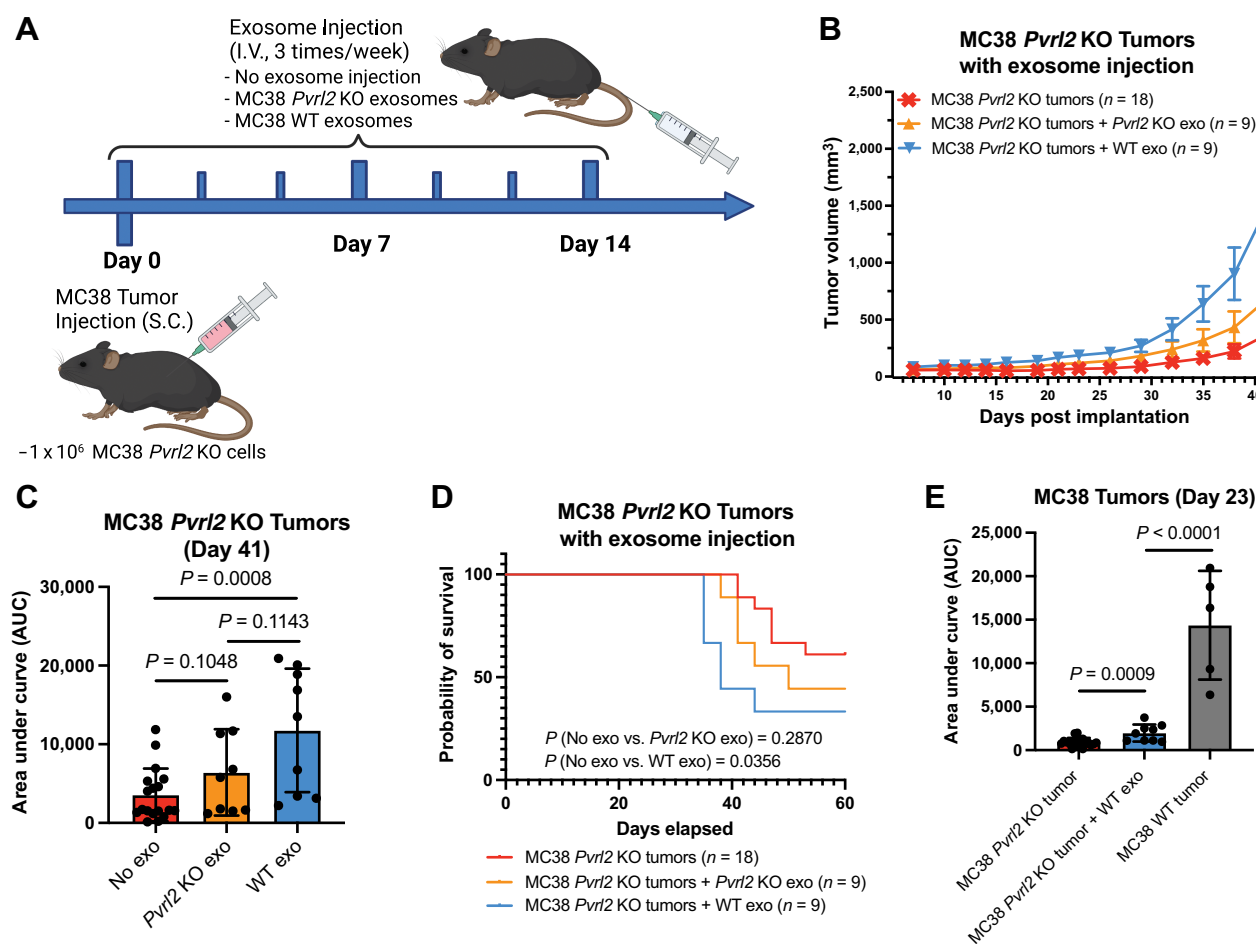 A
Exosome Injection
(I.V., 3 times/week)
- No exosome injection
- MC38 Pvrl2 KO exosomes
- MC38 WT exosomes
Day 0
Day 7
Day 14
MC38 Tumor
Injection (S.C.)
~1 x 10⁶ MC38 Pvrl2 KO cells
B
MC38 Pvrl2 KO Tumors
with exosome injection
MC38 Pvrl2 KO tumors (n = 18)
MC38 Pvrl2 KO tumors + Pvrl2 KO exo (n = 9)
MC38 Pvrl2 KO tumors + WT exo (n = 9)
Tumor volume (mm³)
2,500
2,000
1,500
1,000
500
0
10
15
20
25
30
35
40
Days post implantation
C
MC38 Pvrl2 KO Tumors
(Day 41)
P = 0.0008
P = 0.1143
P = 0.1048
Area under curve (AUC)
30,000
20,000
10,000
0
No exo
Pvrl2 KO exo
WT exo
D
MC38 Pvrl2 KO Tumors
with exosome injection
Probability of survival
100
50
0
P (No exo vs. Pvrl2 KO exo) = 0.2870
P (No exo vs. WT exo) = 0.0356
0
20
40
60
Days elapsed
MC38 Pvrl2 KO tumors (n = 18)
MC38 Pvrl2 KO tumors + Pvrl2 KO exo (n = 9)
MC38 Pvrl2 KO tumors + WT exo (n = 9)
E
MC38 Tumors (Day 23)
P < 0.0001
P = 0.0009
Area under curve (AUC)
25,000
20,000
15,000
10,000
5,000
0
MC38 Pvrl2 KO tumor
MC38 Pvrl2 KO tumor + WT exo
MC38 WT tumor